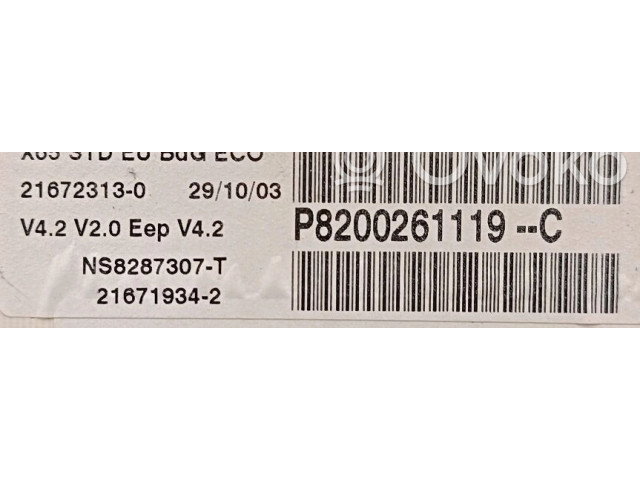 X65 STD EU BdG ECO
21672313-0 29/10/03
V4.2 V2.0 Eep V4.2
P8200261119--C
NS8287307-T
21671934-2
Ovoko